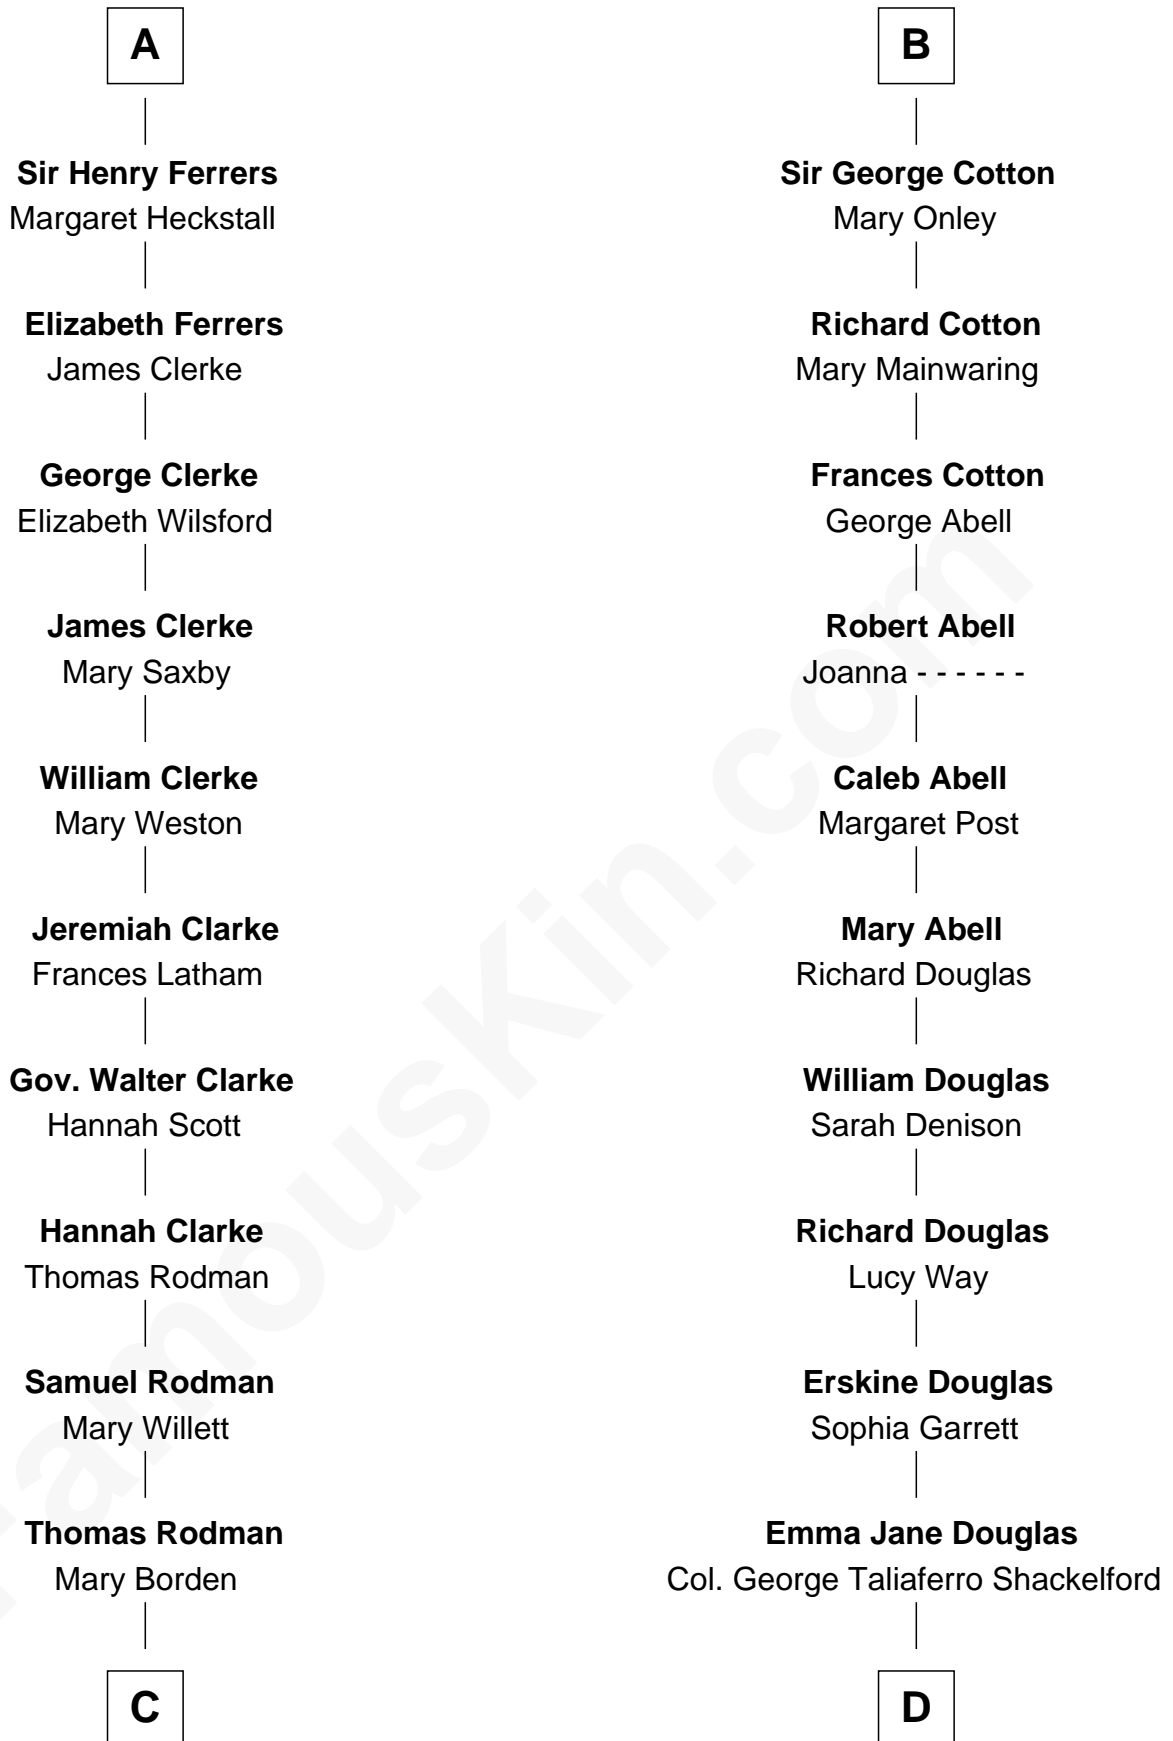 A
Sir Henry Ferrers
Margaret Heckstall
Elizabeth Ferrers
James Clerke
George Clerke
Elizabeth Wilsford
James Clerke
Mary Saxby
William Clerke
Mary Weston
Jeremiah Clarke
Frances Latham
Gov. Walter Clarke
Hannah Scott
Hannah Clarke
Thomas Rodman
Samuel Rodman
Mary Willett
Thomas Rodman
Mary Borden
C
B
Sir George Cotton
Mary Onley
Richard Cotton
Mary Mainwaring
Frances Cotton
George Abell
Robert Abell
Joanna - - - - - -
Caleb Abell
Margaret Post
Mary Abell
Richard Douglas
William Douglas
Sarah Denison
Richard Douglas
Lucy Way
Erskine Douglas
Sophia Garrett
Emma Jane Douglas
Col. George Taliaferro Shackelford
D
FamousKin.com